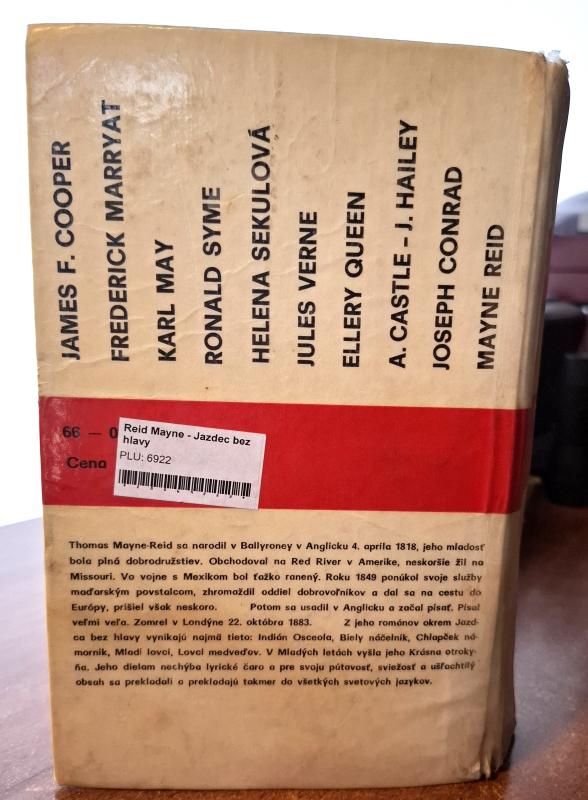 JAMES F. COOPER
FREDERICK MARRYAT
KARL MAY
RONALD SYME
HELENA SEKULOVÁ
JULES VERNE
ELLERY QUEEN
A. CASTLE – J. HAILEY
JOSEPH CONRAD
MAYNE REID
66 — 0
Cena
Reid Mayne - Jazdec bez
hlavy
PLU: 6922
Thomas Mayne-Reid sa narodil v Ballyroney v Anglicku 4. apríla 1818, jeho mladosť
bola plná dobrodružstiev. Obchodoval na Red River v Amerike, neskoršie žil na
Missouri. Vo vojne s Mexikom bol ťažko ranený. Roku 1849 ponúkol svoje služby
maďarským povstalcom, zhromaždil oddiel dobrovoľníkov a dal sa na cestu do
Európy, prišiel však neskoro. Potom sa usadil v Anglicku a začal písať. Písal
veľmi veľa. Zomrel v Londýne 22. októbra 1883. Z jeho románov okrem Jazd-
ca bez hlavy vynikajú najmä tieto: Indián Osceola, Biely náčelník, Chlapček ná-
morník, Mladí lovci, Lovci medveďov. V Mladých letách vyšla jeho Krásna otroky-
ňa. Jeho dielam nechýba lyrické čaro a pre svoju pútavosť, sviežosť a ušľachtilý
obsah sa prekladali a prekladajú takmer do všetkých svetových jazykov.